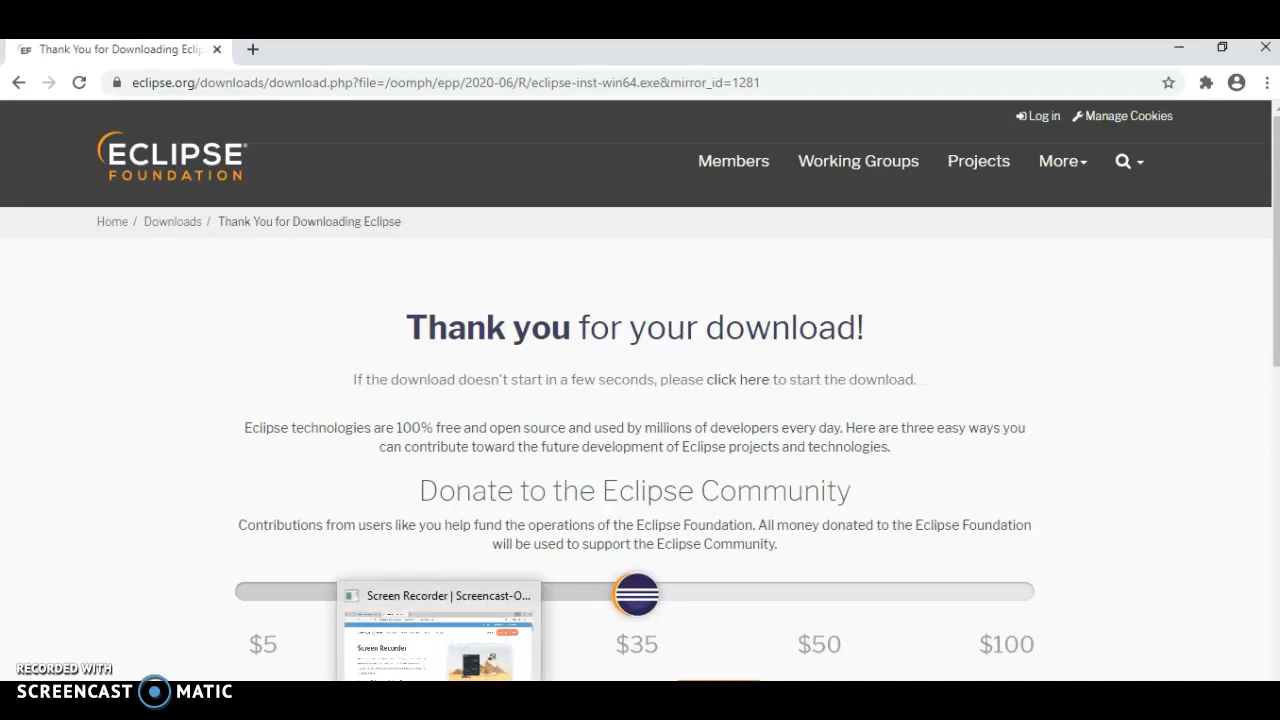 Thank You for Downloading Eclip
eclipse.org/downloads/download.php?file=/oomph/epp/2020-06/R/eclipse-inst-win64.exe&mirror_id=1281
Log in Manage Cookies
ECLIPSE
FOUNDATION
Members Working Groups Projects More
Home / Downloads / Thank You for Downloading Eclipse
Thank you for your download!
If the download doesn't start in a few seconds, please click here to start the download.
Eclipse technologies are 100% free and open source and used by millions of developers every day. Here are three easy ways you
can contribute toward the future development of Eclipse projects and technologies.
Donate to the Eclipse Community
Contributions from users like you help fund the operations of the Eclipse Foundation. All money donated to the Eclipse Foundation
will be used to support the Eclipse Community.
Screen Recorder | Screencast-O...
Screen Recorder
$5 $35 $50 $100
RECORDED WITH
SCREENCAST MATIC